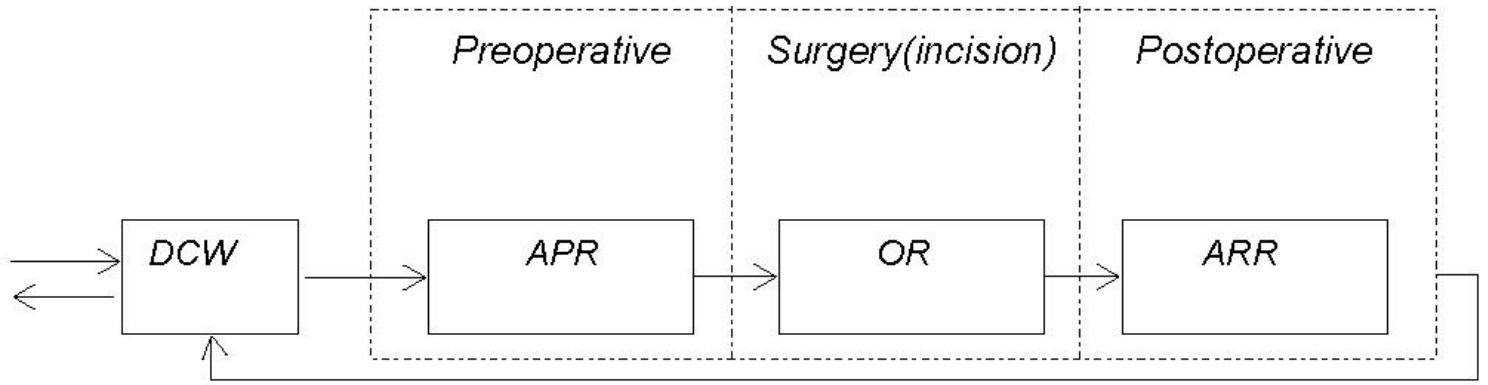 Preoperative
Surgery(incision)
Postoperative
DCW
APR
OR
ARR